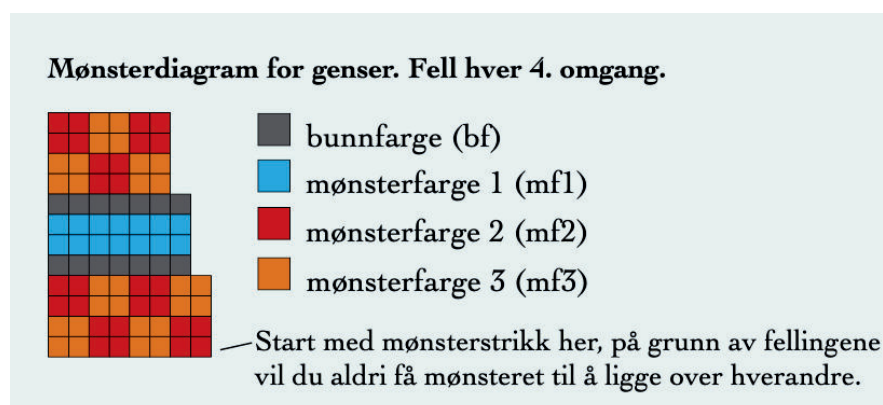 Mønsterdiagram for genser. Fell hver 4. omgang.
bunnfarge (bf)
mønsterfarge 1 (mf1)
mønsterfarge 2 (mf2)
mønsterfarge 3 (mf3)
Start med mønsterstrikk her, på grunn av fellingene
vil du aldri få mønsteret til å ligge over hverandre.